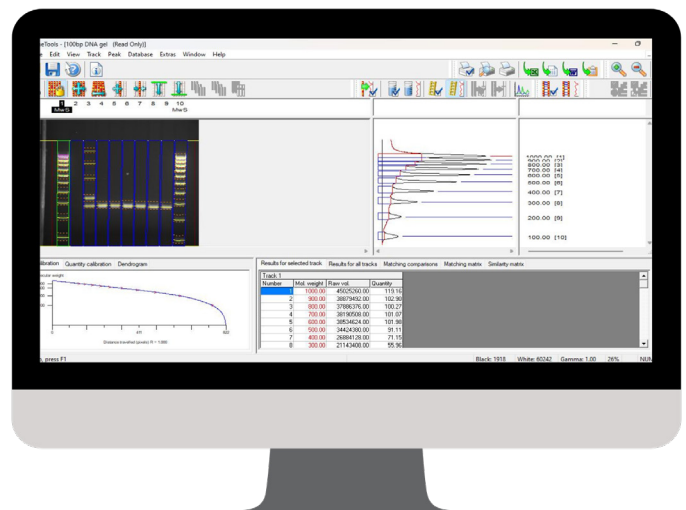 eTools - [100bp DNA gel (Read Only)]
Edit View Track Peak Database Extras Window Help
1 2 3 4 5 6 7 8 9 10
Mw S Mw S
1000.00 [1]
900.00 [2]
800.00 [3]
700.00 [4]
600.00 [5]
500.00 [6]
400.00 [7]
300.00 [8]
200.00 [9]
100.00 [10]
Quantity calibration Dendrogram
Results for selected track Results for all tracks Matching comparisons Matching matrix Similarity matrix
Track 1
Number Mol. weight Raw vol. Quantity
1 1000.00 45025260.00 119.16
2 900.00 38879492.00 102.90
3 800.00 37886376.00 100.27
4 700.00 38190508.00 101.07
5 600.00 38534624.00 101.98
6 500.00 34424380.00 91.11
7 400.00 26884128.00 71.15
8 300.00 21143408.00 55.96
Distance travelled (pixels)
, press F1
Black: 1918 White: 60242 Gamma: 1.00 26% NUM